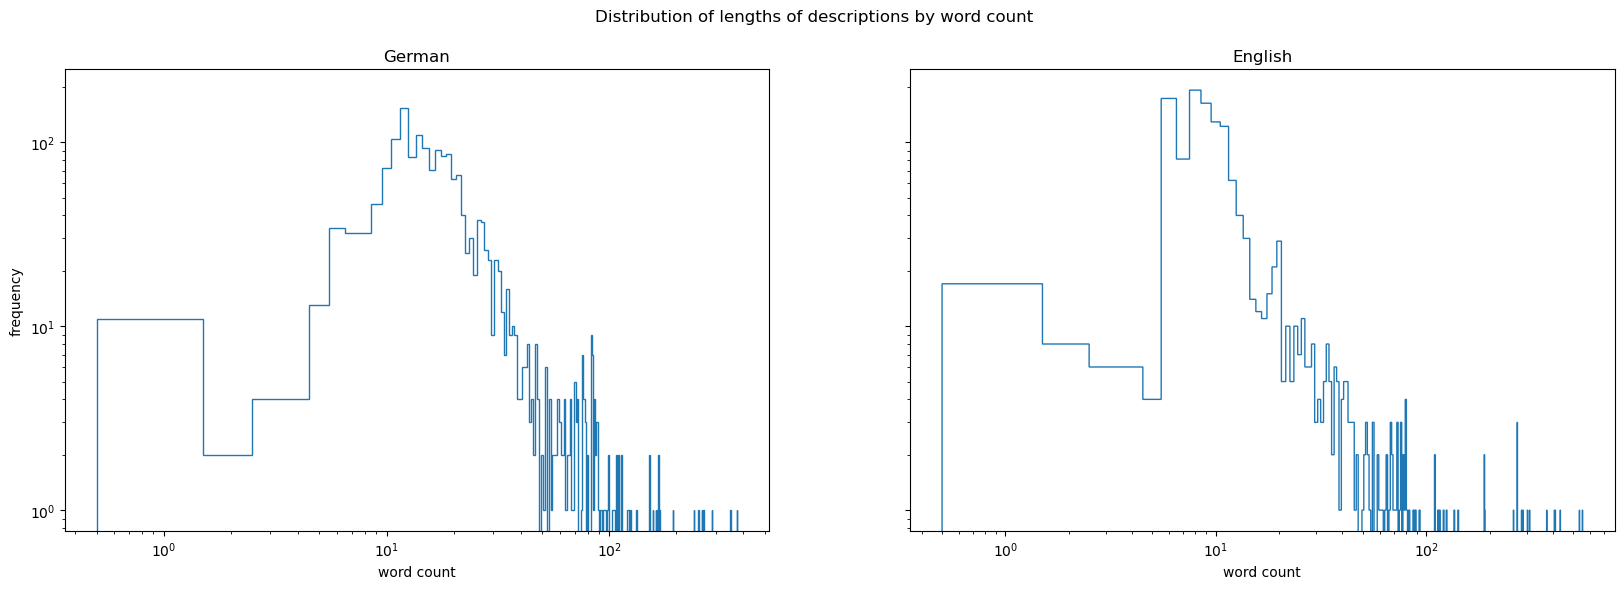 Distribution of lengths of descriptions by word count
German
English
frequency
10²
10¹
10⁰
10⁰ 10¹ 10²
word count
10⁰ 10¹ 10²
word count